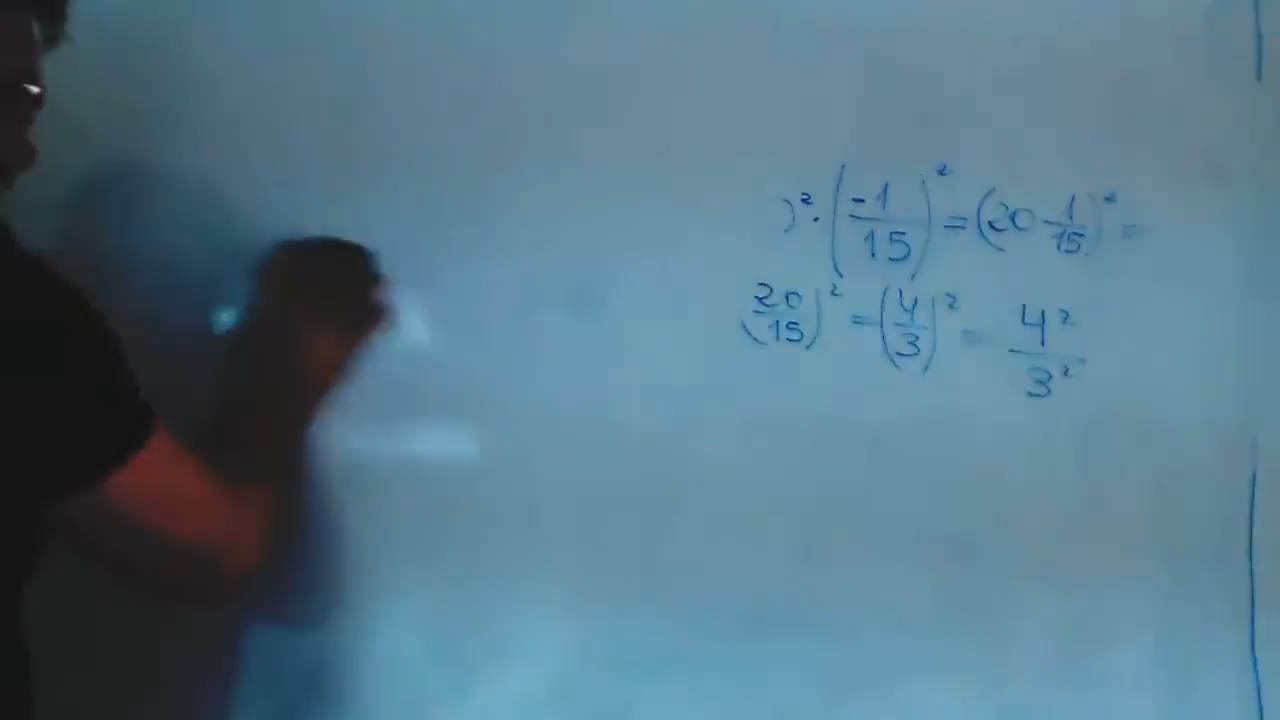 )² · (-1/15)² = (20 1/15)² =
(20/15)² = (4/3)² = 4²/3²